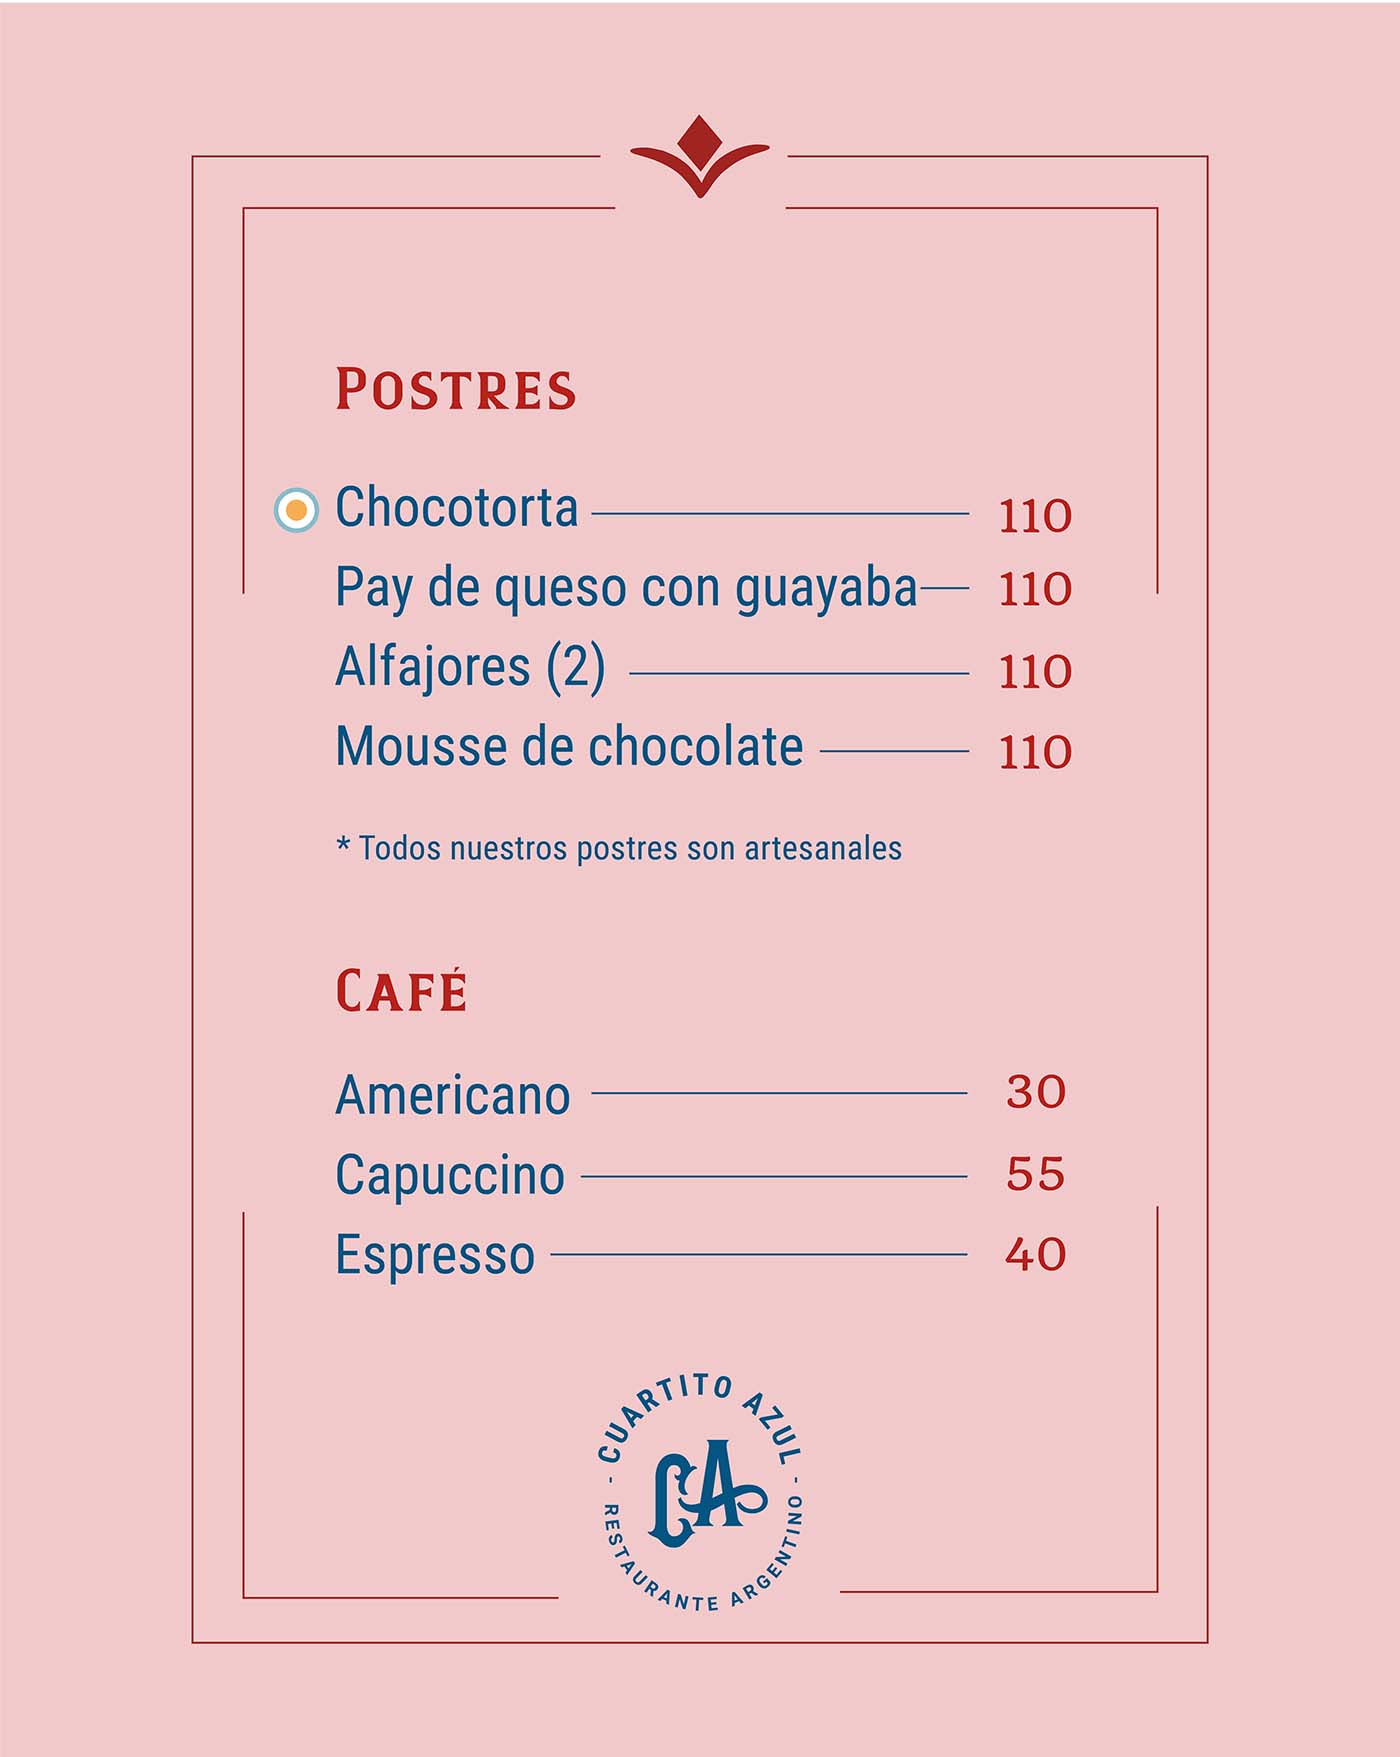 POSTRES
Chocotorta 110
Pay de queso con guayaba 110
Alfajores (2) 110
Mousse de chocolate 110
* Todos nuestros postres son artesanales
CAFÉ
Americano 30
Capuccino 55
Espresso 40
CUARTITO AZUL
CA
- RESTAURANTE ARGENTINO -